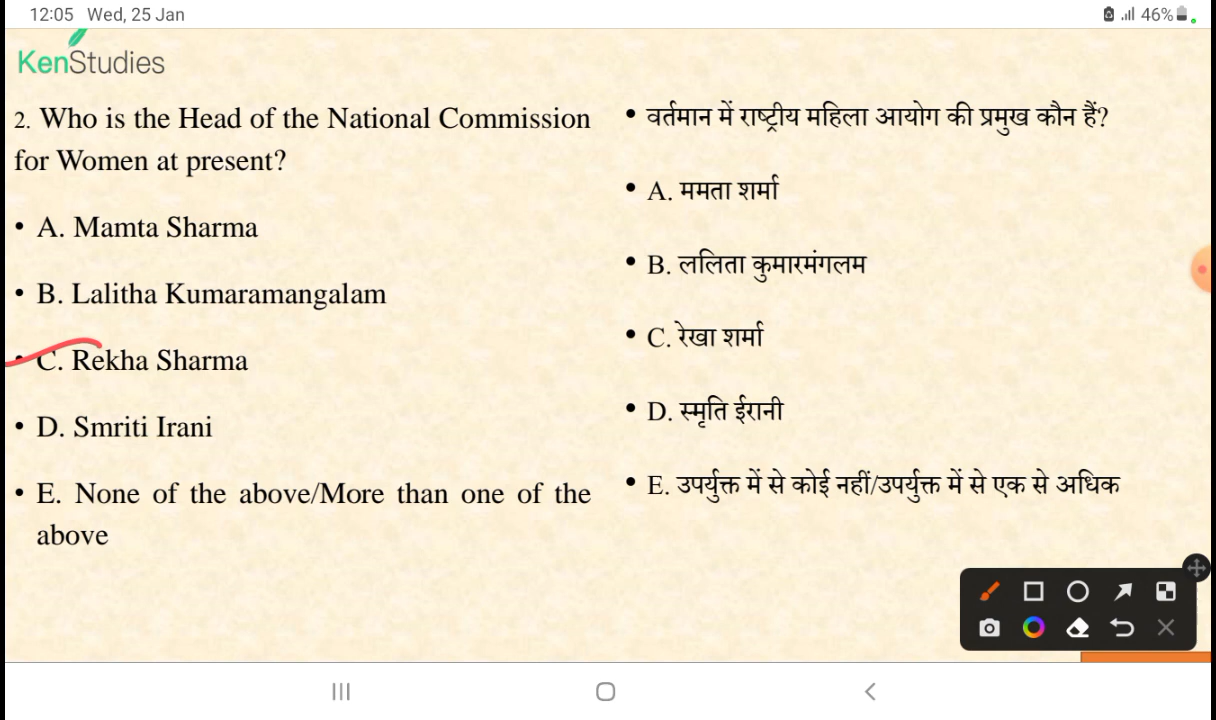 12:05 Wed, 25 Jan
46%
KenStudies
2. Who is the Head of the National Commission
for Women at present?
• A. Mamta Sharma
• B. Lalitha Kumaramangalam
• C. Rekha Sharma
• D. Smriti Irani
• E. None of the above/More than one of the
above
• वर्तमान में राष्ट्रीय महिला आयोग की प्रमुख कौन हैं?
• A. ममता शर्मा
• B. ललिता कुमारमंगलम
• C. रेखा शर्मा
• D. स्मृति ईरानी
• E. उपर्युक्त में से कोई नहीं/उपर्युक्त में से एक से अधिक